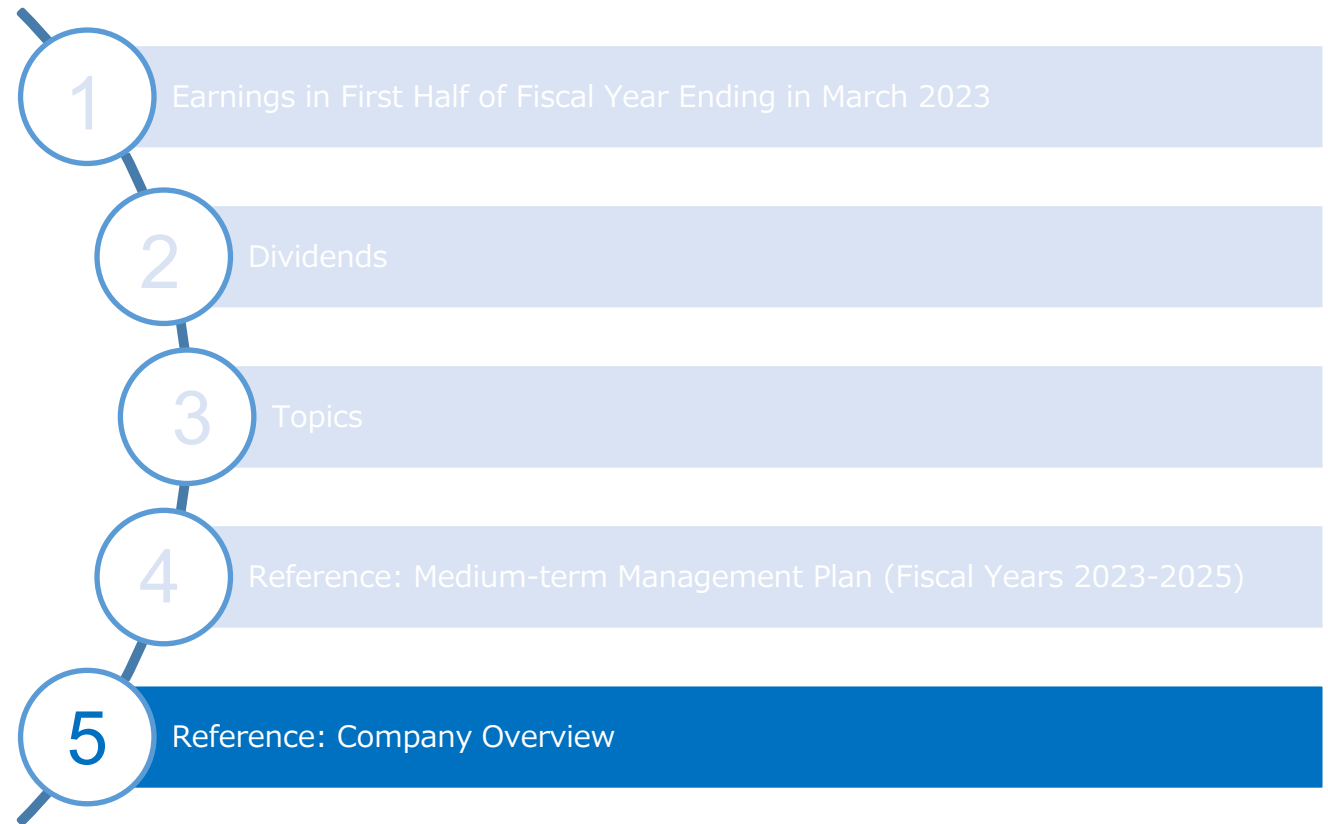 1
Earnings in First Half of Fiscal Year Ending in March 2023
2
Dividends
3
Topics
4
Reference: Medium-term Management Plan (Fiscal Years 2023-2025)
5
Reference: Company Overview